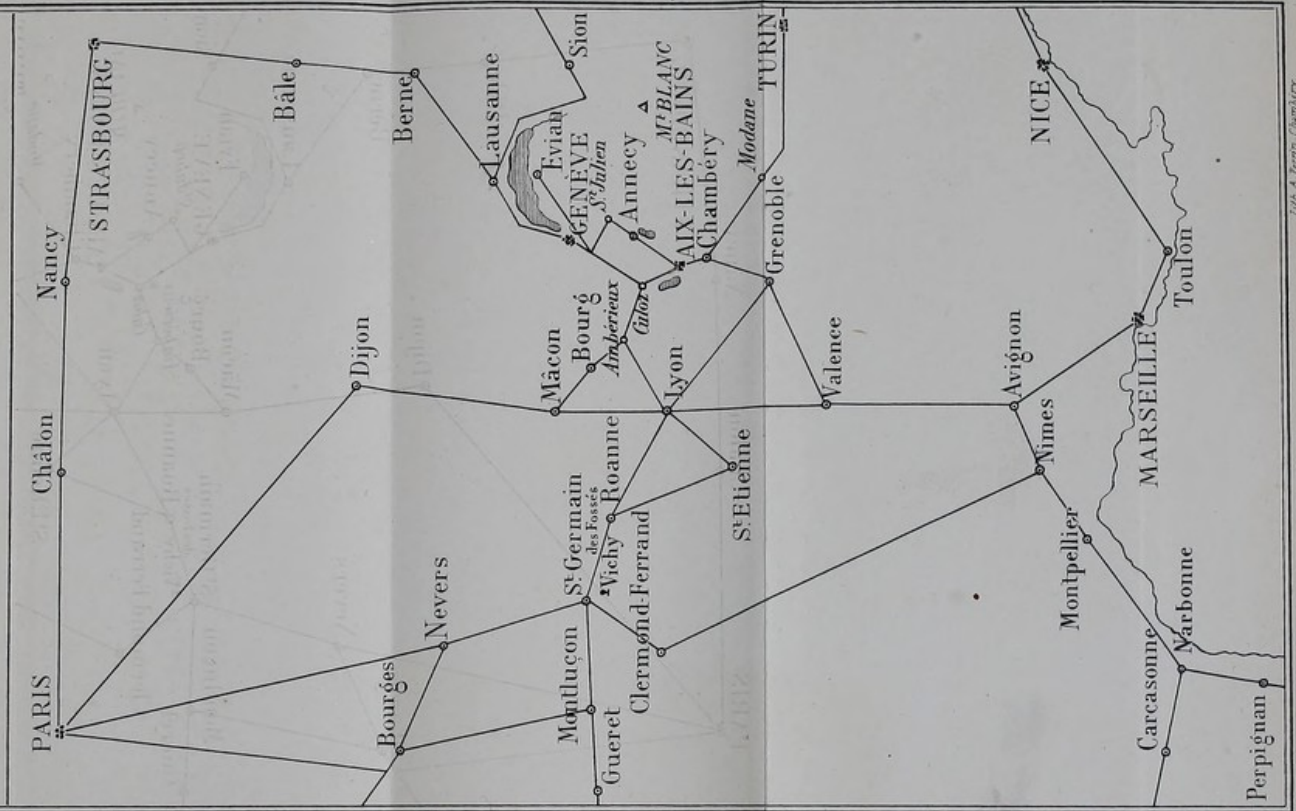 PARIS
Châlon
Nancy
STRASBOURG
Bâle
Berne
Dijon
Nevers
Bourges
Lausanne
Sion
Evian
GENÈVE
St Julien
Annecy
Mt BLANC
AIX-LES-BAINS
Chambéry
Modane
TURIN
Mâcon
Bourg
Ambérieux
Culoz
Lyon
Grenoble
St Germain
des Fossés
Vichy
Roanne
Montluçon
Gueret
Clermond-Ferrand
St Etienne
Valence
Avignon
Nimes
NICE
Toulon
MARSEILLE
Montpellier
Narbonne
Carcasonne
Perpignan